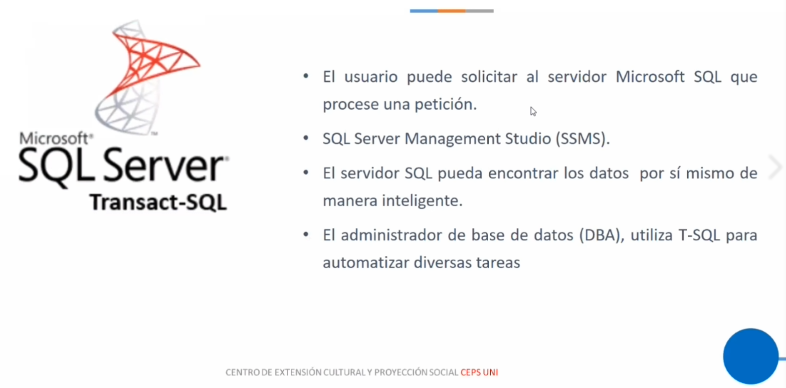 Microsoft®
SQL Server®
Transact-SQL
• El usuario puede solicitar al servidor Microsoft SQL que
procese una petición.
• SQL Server Management Studio (SSMS).
• El servidor SQL pueda encontrar los datos por sí mismo de
manera inteligente.
• El administrador de base de datos (DBA), utiliza T-SQL para
automatizar diversas tareas
CENTRO DE EXTENSIÓN CULTURAL Y PROYECCIÓN SOCIAL CEPS UNI